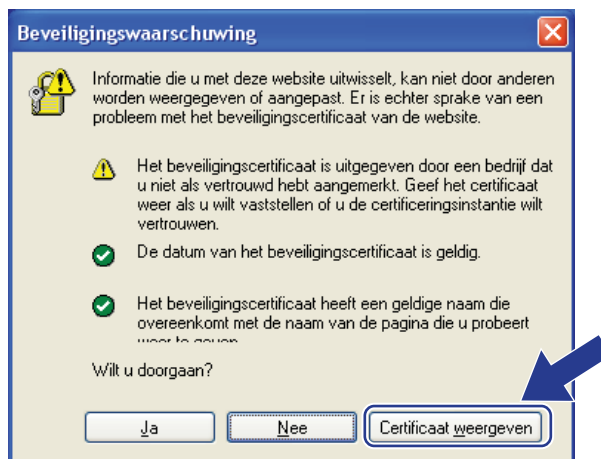 Beveiligingswaarschuwing
Informatie die u met deze website uitwisselt, kan niet door anderen
worden weergegeven of aangepast. Er is echter sprake van een
probleem met het beveiligingscertificaat van de website.
Het beveiligingscertificaat is uitgegeven door een bedrijf dat
u niet als vertrouwd hebt aangemerkt. Geef het certificaat
weer als u wilt vaststellen of u de certificeringsinstantie wilt
vertrouwen.
De datum van het beveiligingscertificaat is geldig.
Het beveiligingscertificaat heeft een geldige naam die
overeenkomt met de naam van de pagina die u probeert
Wilt u doorgaan?
Ja Nee Certificaat weergeven